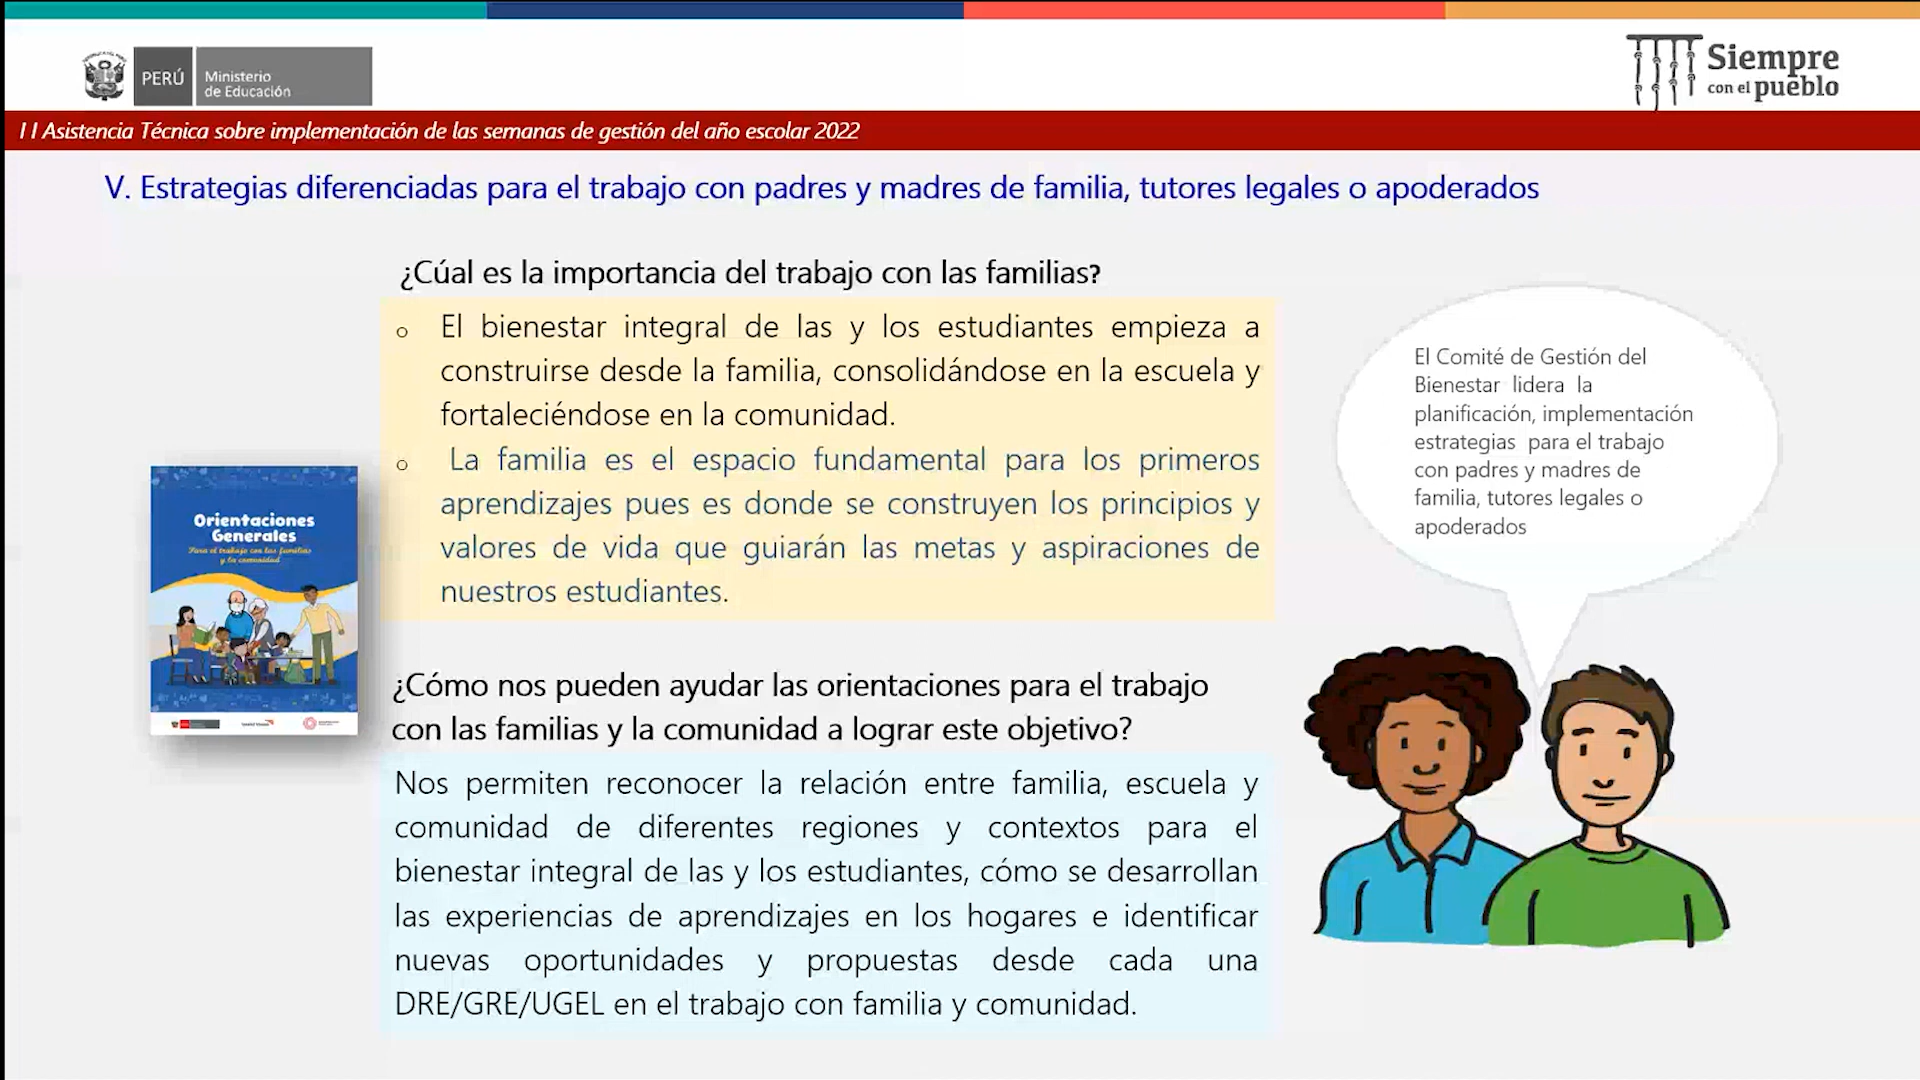 PERÚ
Ministerio
de Educación
Siempre
con el pueblo
I I Asistencia Técnica sobre implementación de las semanas de gestión del año escolar 2022
V. Estrategias diferenciadas para el trabajo con padres y madres de familia, tutores legales o apoderados
¿Cúal es la importancia del trabajo con las familias?
o El bienestar integral de las y los estudiantes empieza a
construirse desde la familia, consolidándose en la escuela y
fortaleciéndose en la comunidad.
o La familia es el espacio fundamental para los primeros
aprendizajes pues es donde se construyen los principios y
valores de vida que guiarán las metas y aspiraciones de
nuestros estudiantes.
Orientaciones
Generales
Para el trabajo con las familias
y la comunidad
¿Cómo nos pueden ayudar las orientaciones para el trabajo
con las familias y la comunidad a lograr este objetivo?
Nos permiten reconocer la relación entre familia, escuela y
comunidad de diferentes regiones y contextos para el
bienestar integral de las y los estudiantes, cómo se desarrollan
las experiencias de aprendizajes en los hogares e identificar
nuevas oportunidades y propuestas desde cada una
DRE/GRE/UGEL en el trabajo con familia y comunidad.
El Comité de Gestión del
Bienestar lidera la
planificación, implementación
estrategias para el trabajo
con padres y madres de
familia, tutores legales o
apoderados